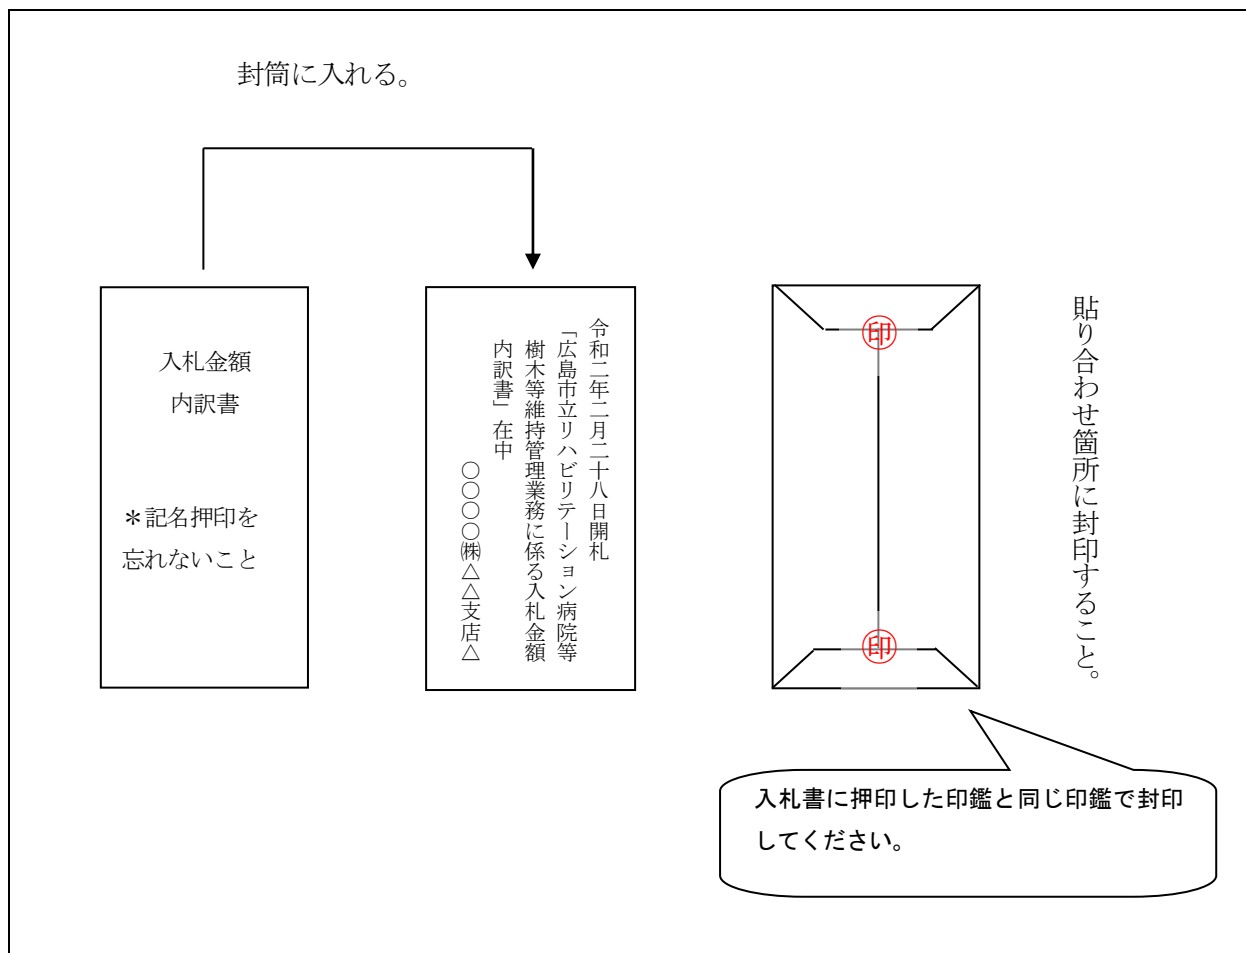 封筒に入れる。
入札金額
内訳書
＊記名押印を
忘れないこと
令和二年二月二十八日開札
「広島市立リハビリテーション病院等
樹木等維持管理業務に係る入札金額
内訳書」在中
〇〇〇〇㈱△△支店△
印
印
貼り合わせ箇所に封印すること。
入札書に押印した印鑑と同じ印鑑で封印
してください。